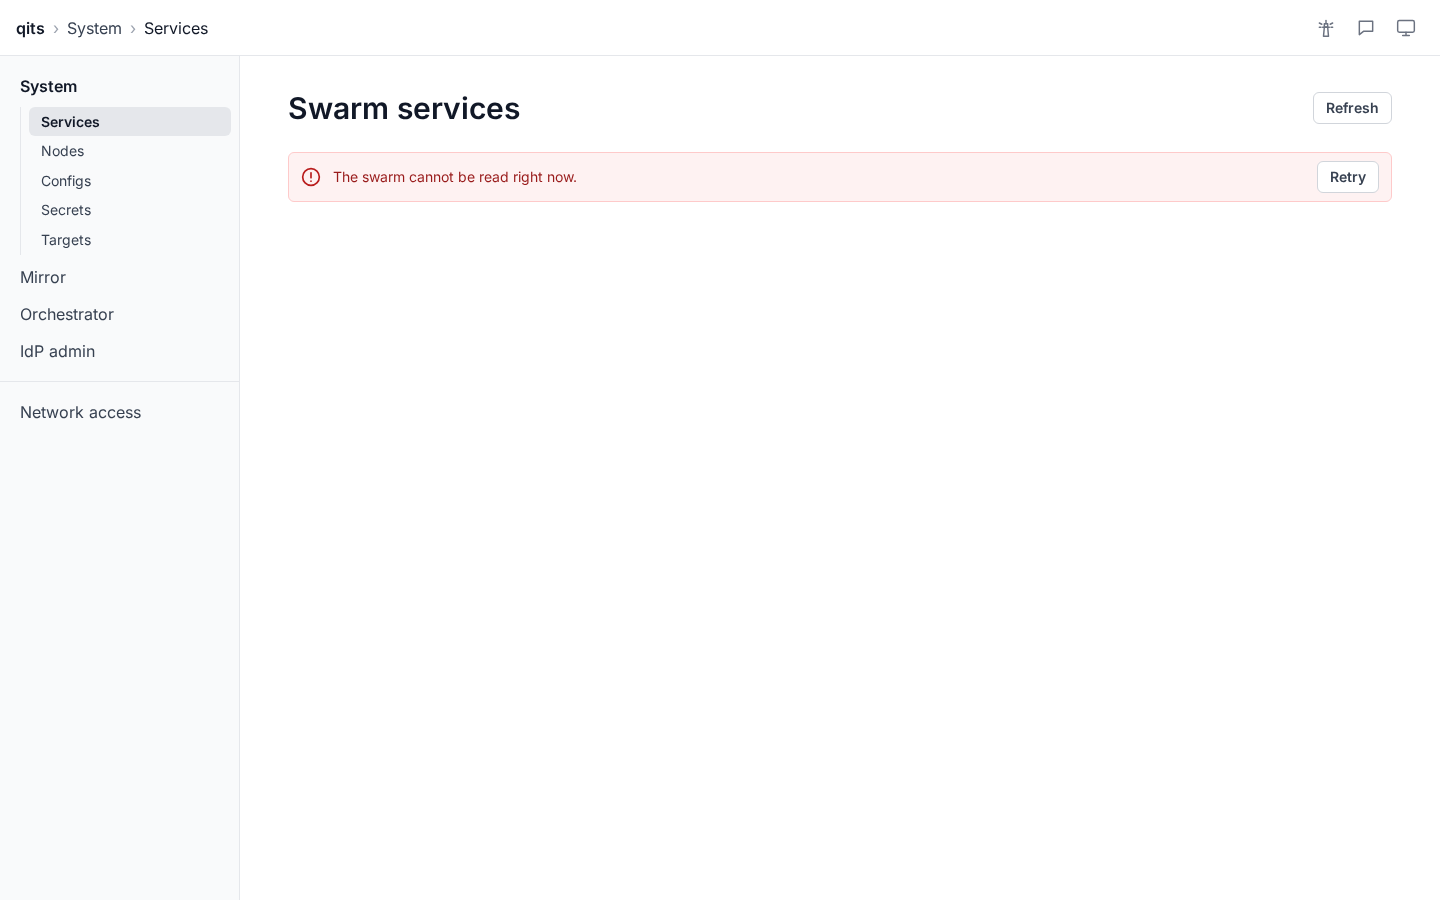 qits › System › Services
System
Services
Nodes
Configs
Secrets
Targets
Mirror
Orchestrator
IdP admin
Network access
Swarm services
Refresh
The swarm cannot be read right now.
Retry